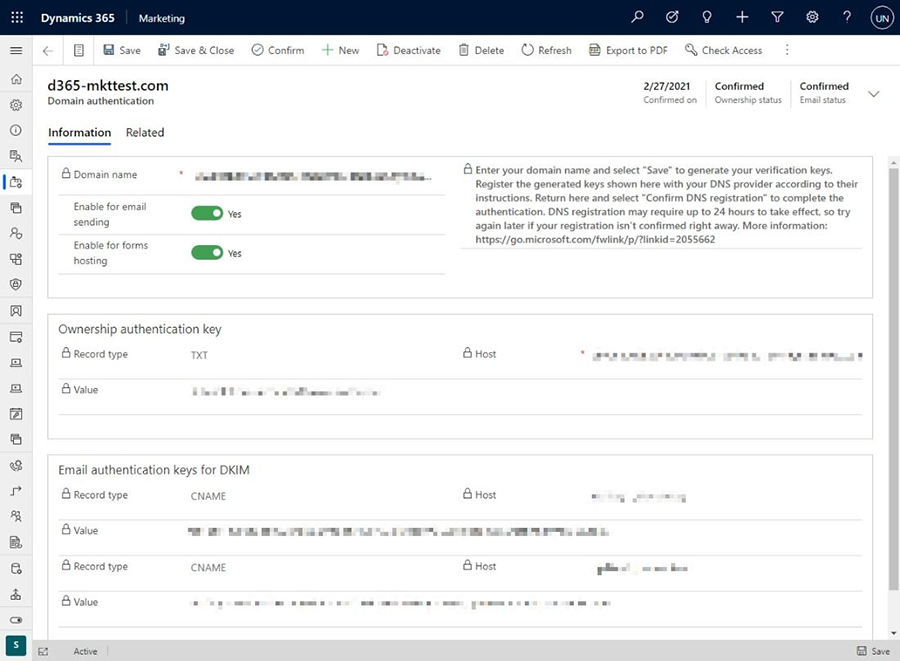 Dynamics 365 Marketing ? UN
Save Save & Close Confirm New Deactivate Delete Refresh Export to PDF Check Access
d365-mkttest.com
Domain authentication
2/27/2021 Confirmed Confirmed
Confirmed on Ownership status Email status
Information Related
Domain name *
Enable for email
sending
Yes
Enable for forms
hosting
Yes
Enter your domain name and select "Save" to generate your verification keys.
Register the generated keys shown here with your DNS provider according to their
instructions. Return here and select "Confirm DNS registration" to complete the
authentication. DNS registration may require up to 24 hours to take effect, so try
again later if your registration isn't confirmed right away. More information:
https://go.microsoft.com/fwlink/p/?linkid=2055662
Ownership authentication key
Record type TXT Host *
Value
Email authentication keys for DKIM
Record type CNAME Host
Value
Record type CNAME Host
Value
S Active Save